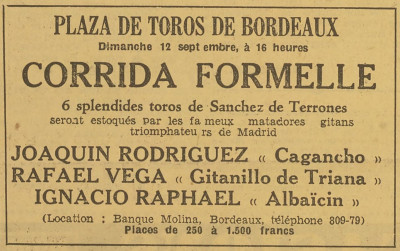 PLAZA DE TOROS DE BORDEAUX
Dimanche 12 septembre, à 16 heures
CORRIDA FORMELLE
6 splendides toros de Sanchez de Terrones
seront estoqués par les fameux matadores gitans
triomphateurs de Madrid
JOAQUIN RODRIGUEZ « Cagancho »
RAFAEL VEGA « Gitanillo de Triana »
IGNACIO RAPHAEL « Albaïcin »
(Location : Banque Molina, Bordeaux, téléphone 809-79)
Places de 250 à 1.500 francs